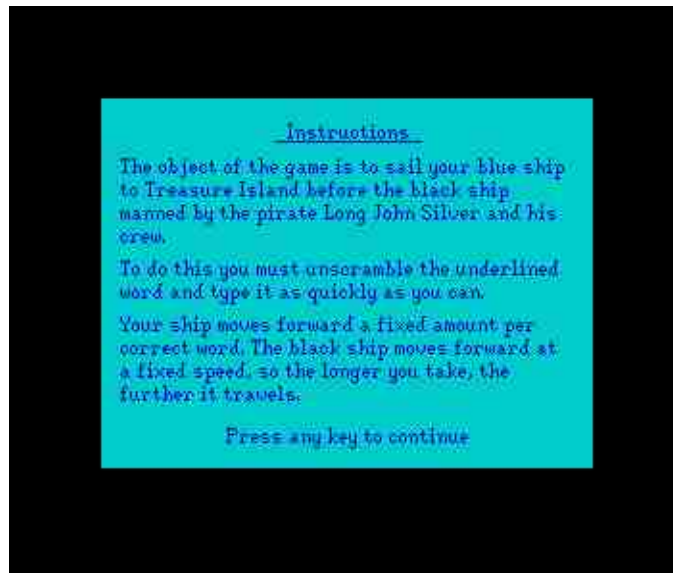 Instructions
The object of the game is to sail your blue ship
to Treasure Island before the black ship
manned by the pirate Long John Silver and his
crew.
To do this you must unscramble the underlined
word and type it as quickly as you can.
Your ship moves forward a fixed amount per
correct word. The black ship moves forward at
a fixed speed, so the longer you take, the
further it travels.
Press any key to continue